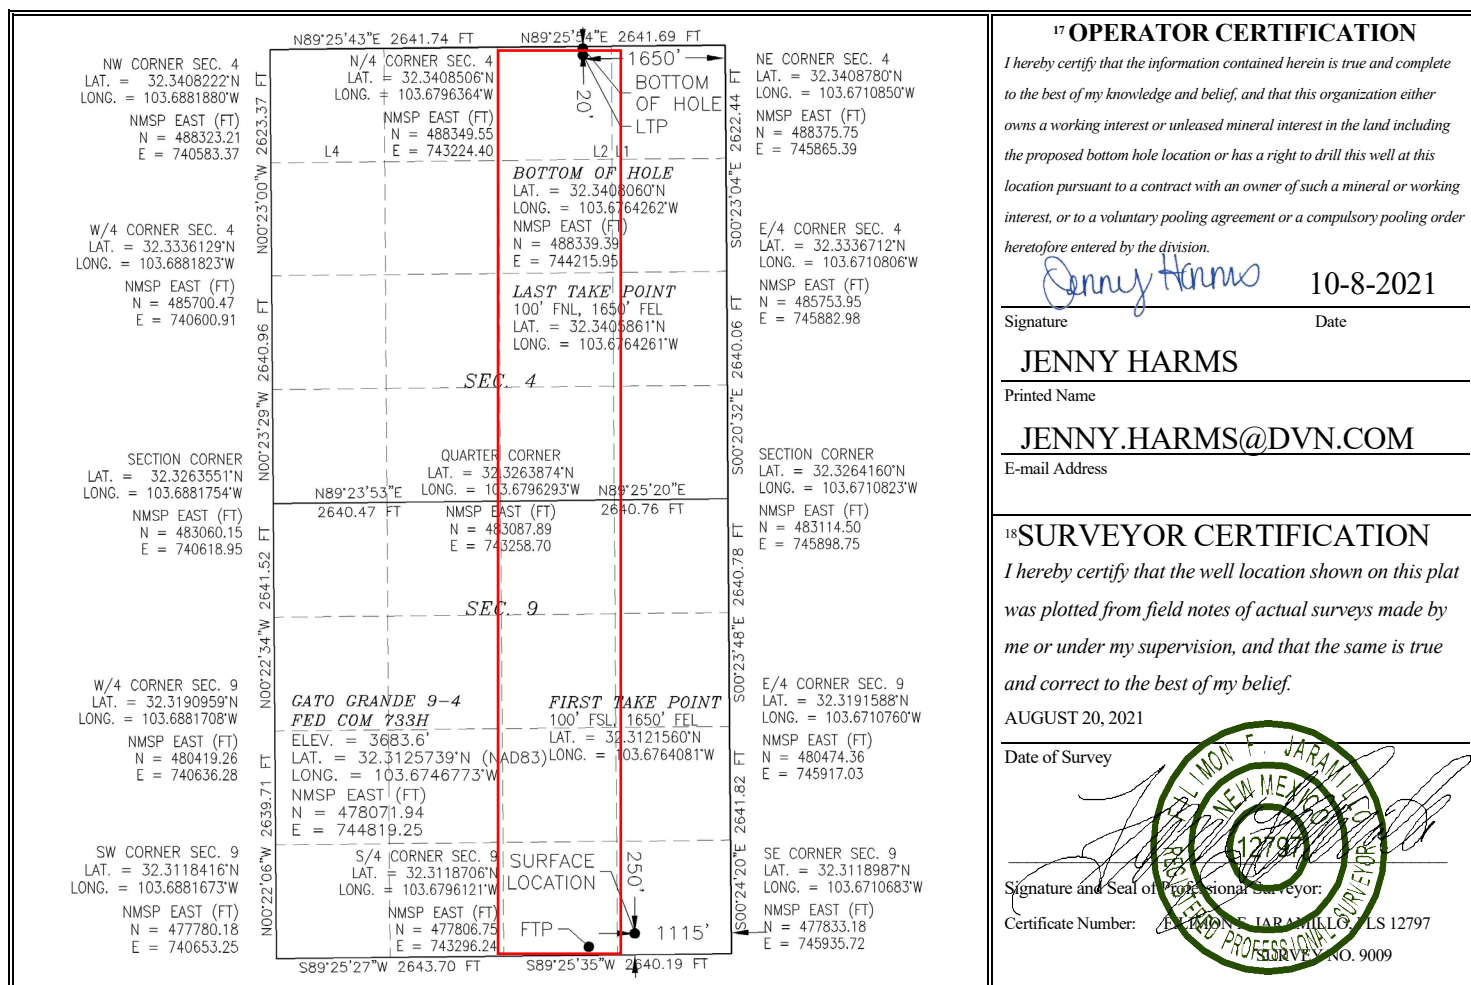 N89°25'43"E 2641.74 FT
N89°25'54"E 2641.69 FT
NW CORNER SEC. 4
LAT. = 32.3408222°N
LONG. = 103.6881880°W
NMSP EAST (FT)
N = 488323.21
E = 740583.37
N/4 CORNER SEC. 4
LAT. = 32.3408506°N
LONG. = 103.6796364°W
NMSP EAST (FT)
N = 488349.55
E = 743224.40
1650'
BOTTOM
OF HOLE
LTP
20'
NE CORNER SEC. 4
LAT. = 32.3408780°N
LONG. = 103.6710850°W
NMSP EAST (FT)
N = 488375.75
E = 745865.39
L4
L2
L1
N00°23'00"W 2623.37 FT
S00°23'04"E 2622.44 FT
BOTTOM OF HOLE
LAT. = 32.3408060°N
LONG. = 103.6764262°W
NMSP EAST (FT)
N = 488339.39
E = 744215.95
W/4 CORNER SEC. 4
LAT. = 32.3336129°N
LONG. = 103.6881823°W
NMSP EAST (FT)
N = 485700.47
E = 740600.91
E/4 CORNER SEC. 4
LAT. = 32.3336712°N
LONG. = 103.6710806°W
NMSP EAST (FT)
N = 485753.95
E = 745882.98
LAST TAKE POINT
100' FNL, 1650' FEL
LAT. = 32.3405861°N
LONG. = 103.6764261°W
N00°23'29"W 2640.96 FT
S00°20'32"E 2640.06 FT
SEC. 4
SECTION CORNER
LAT. = 32.3263551°N
LONG. = 103.6881754°W
NMSP EAST (FT)
N = 483060.15
E = 740618.95
QUARTER CORNER
LAT. = 32.3263874°N
LONG. = 103.6796293°W
NMSP EAST (FT)
N = 483087.89
E = 743258.70
N89°23'53"E
2640.47 FT
N89°25'20"E
2640.76 FT
SECTION CORNER
LAT. = 32.3264160°N
LONG. = 103.6710823°W
NMSP EAST (FT)
N = 483114.50
E = 745898.75
N00°22'34"W 2641.52 FT
S00°23'48"E 2640.78 FT
SEC. 9
W/4 CORNER SEC. 9
LAT. = 32.3190959°N
LONG. = 103.6881708°W
NMSP EAST (FT)
N = 480419.26
E = 740636.28
GATO GRANDE 9-4
FED COM 733H
ELEV. = 3683.6'
LAT. = 32.3125739°N (NAD83)
LONG. = 103.6746773°W
NMSP EAST (FT)
N = 478071.94
E = 744819.25
FIRST TAKE POINT
100' FSL, 1650' FEL
LAT. = 32.3121560°N
LONG. = 103.6764081°W
E/4 CORNER SEC. 9
LAT. = 32.3191588°N
LONG. = 103.6710760°W
NMSP EAST (FT)
N = 480474.36
E = 745917.03
N00°22'06"W 2639.71 FT
S00°24'20"E 2641.82 FT
SW CORNER SEC. 9
LAT. = 32.3118416°N
LONG. = 103.6881673°W
NMSP EAST (FT)
N = 477780.18
E = 740653.25
S/4 CORNER SEC. 9
LAT. = 32.3118706°N
LONG. = 103.6796121°W
NMSP EAST (FT)
N = 477806.75
E = 743296.24
SURFACE
LOCATION
FTP
250'
1115'
SE CORNER SEC. 9
LAT. = 32.3118987°N
LONG. = 103.6710683°W
NMSP EAST (FT)
N = 477833.18
E = 745935.72
S89°25'27"W 2643.70 FT
S89°25'35"W 2640.19 FT
17 OPERATOR CERTIFICATION
I hereby certify that the information contained herein is true and complete
to the best of my knowledge and belief, and that this organization either
owns a working interest or unleased mineral interest in the land including
the proposed bottom hole location or has a right to drill this well at this
location pursuant to a contract with an owner of such a mineral or working
interest, or to a voluntary pooling agreement or a compulsory pooling order
heretofore entered by the division.
Jenny Harms 10-8-2021
Signature Date
JENNY HARMS
Printed Name
JENNY.HARMS@DVN.COM
E-mail Address
18SURVEYOR CERTIFICATION
I hereby certify that the well location shown on this plat
was plotted from field notes of actual surveys made by
me or under my supervision, and that the same is true
and correct to the best of my belief.
AUGUST 20, 2021
Date of Survey
FILIMON F. JARAMILLO
NEW MEXICO
12797
REGISTERED PROFESSIONAL SURVEYOR
Signature and Seal of Professional Surveyor:
Certificate Number: FILIMON F. JARAMILLO, PLS 12797
SURVEY NO. 9009